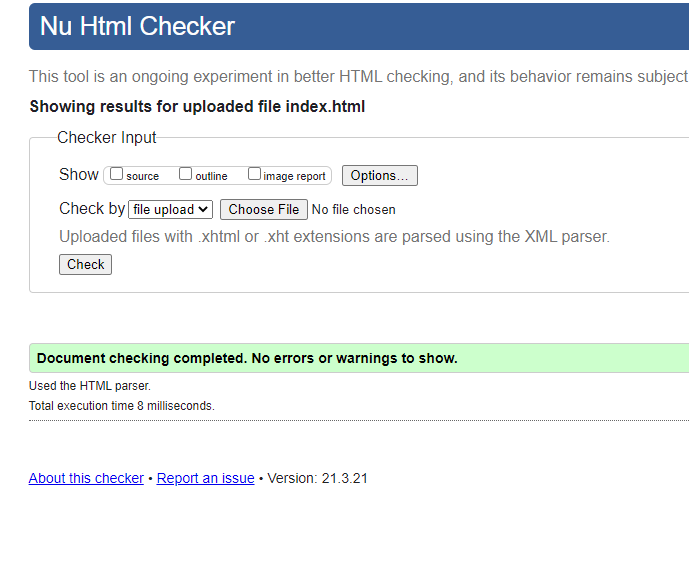 Nu Html Checker
This tool is an ongoing experiment in better HTML checking, and its behavior remains subject
Showing results for uploaded file index.html
Checker Input
Show source outline image report Options...
Check by file upload Choose File No file chosen
Uploaded files with .xhtml or .xht extensions are parsed using the XML parser.
Check
Document checking completed. No errors or warnings to show.
Used the HTML parser.
Total execution time 8 milliseconds.
About this checker • Report an issue • Version: 21.3.21